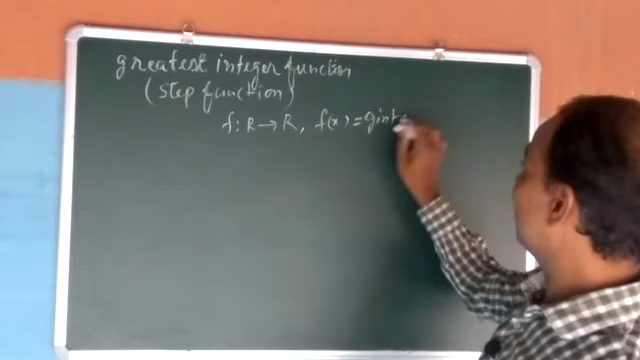 greatest integer function
(step function)
f: R→R, f(x)=gint